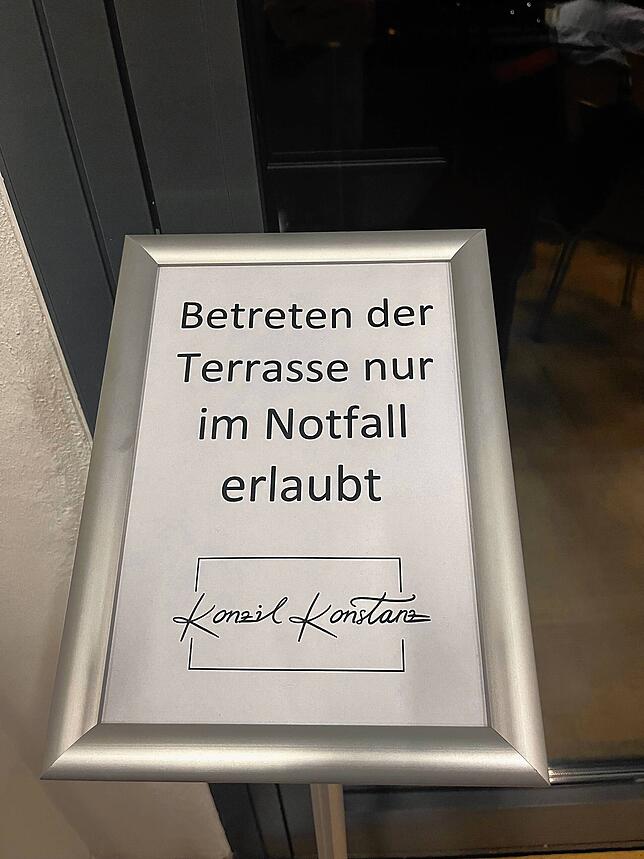 Betreten der
Terrasse nur
im Notfall
erlaubt
Konzil Konstanz